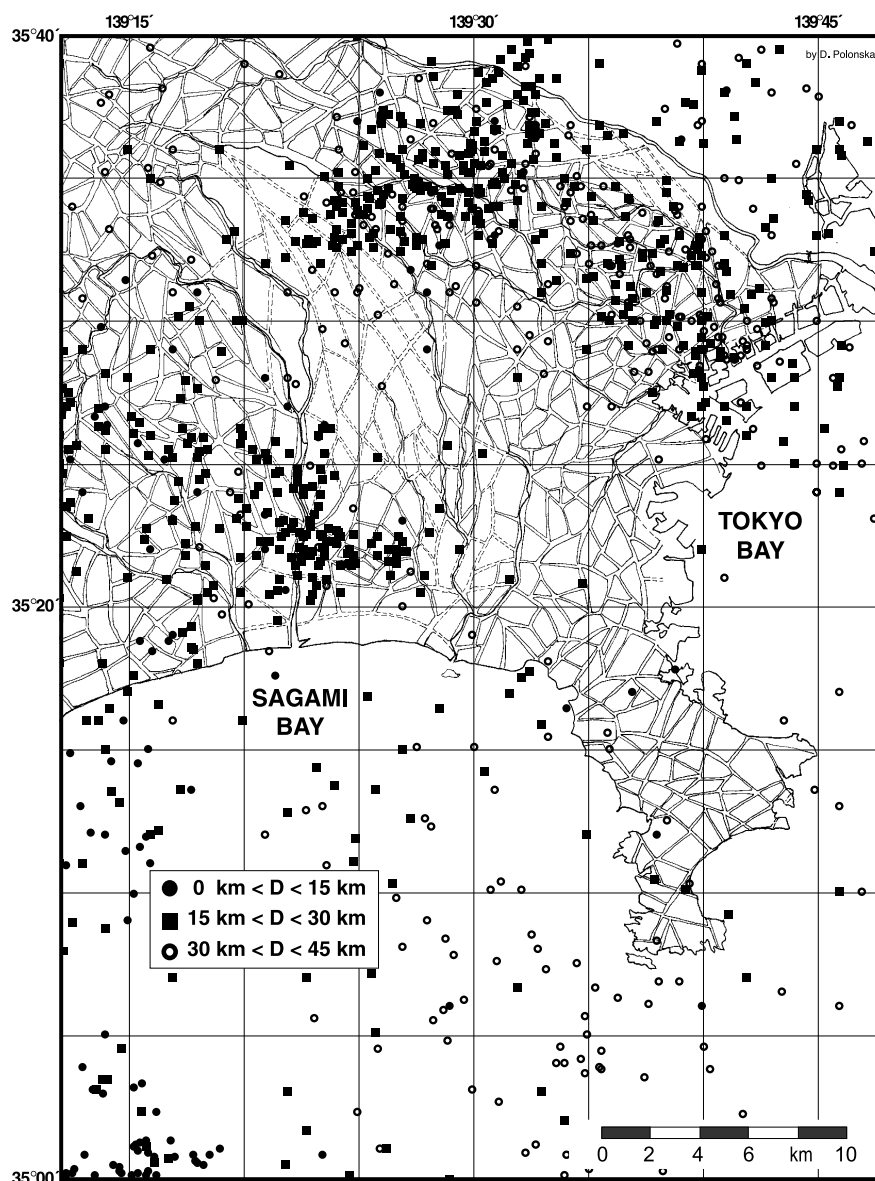 139°15´ 139°30´ 139°45´
35°40´
by D. Polonska
TOKYO
BAY
35°20´
SAGAMI
BAY
0 km < D < 15 km
15 km < D < 30 km
30 km < D < 45 km
0 2 4 6 km 8 10
35°00´